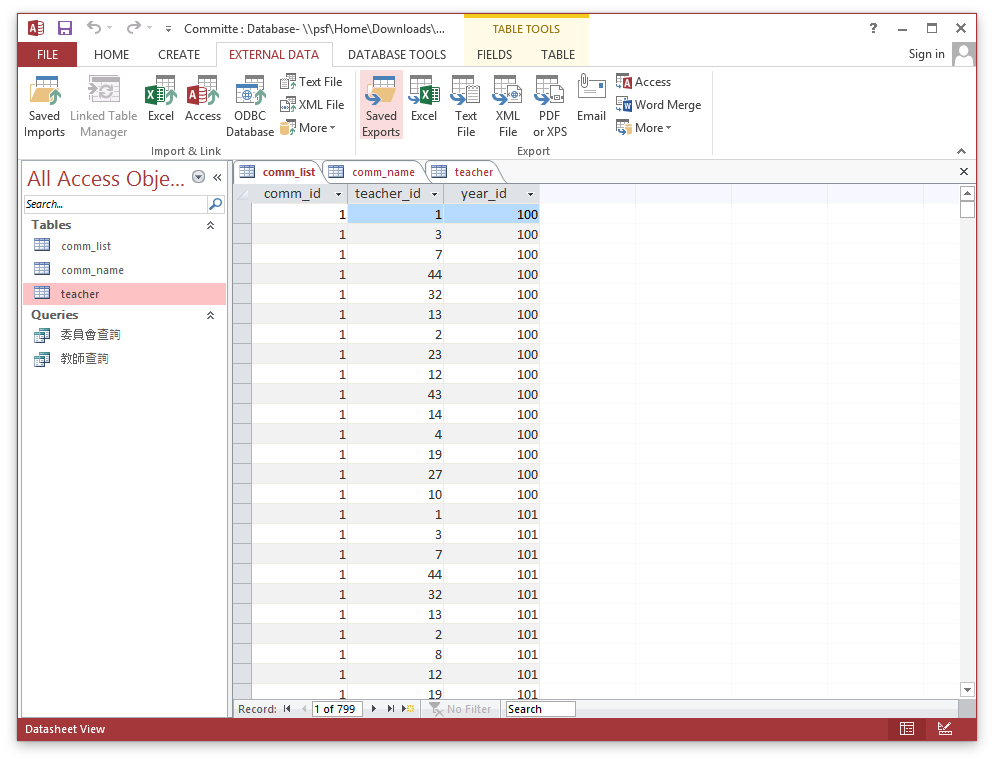 Committe : Database- \\psf\Home\Downloads\...
TABLE TOOLS
?
FILE HOME CREATE EXTERNAL DATA DATABASE TOOLS FIELDS TABLE
Sign in
Saved Imports
Linked Table Manager
Excel
Access
ODBC Database
Text File
XML File
More
Import & Link
Saved Exports
Excel
Text File
XML File
PDF or XPS
Email
Access
Word Merge
More
Export
All Access Obje...
Search...
Tables
comm_list
comm_name
teacher
Queries
委員會查詢
教師查詢
comm_list comm_name teacher
comm_id teacher_id year_id
1 1 100
1 3 100
1 7 100
1 44 100
1 32 100
1 13 100
1 2 100
1 23 100
1 12 100
1 43 100
1 14 100
1 4 100
1 19 100
1 27 100
1 10 100
1 1 101
1 3 101
1 7 101
1 44 101
1 32 101
1 13 101
1 2 101
1 8 101
1 12 101
1 19 101
Record: 1 of 799 No Filter Search
Datasheet View